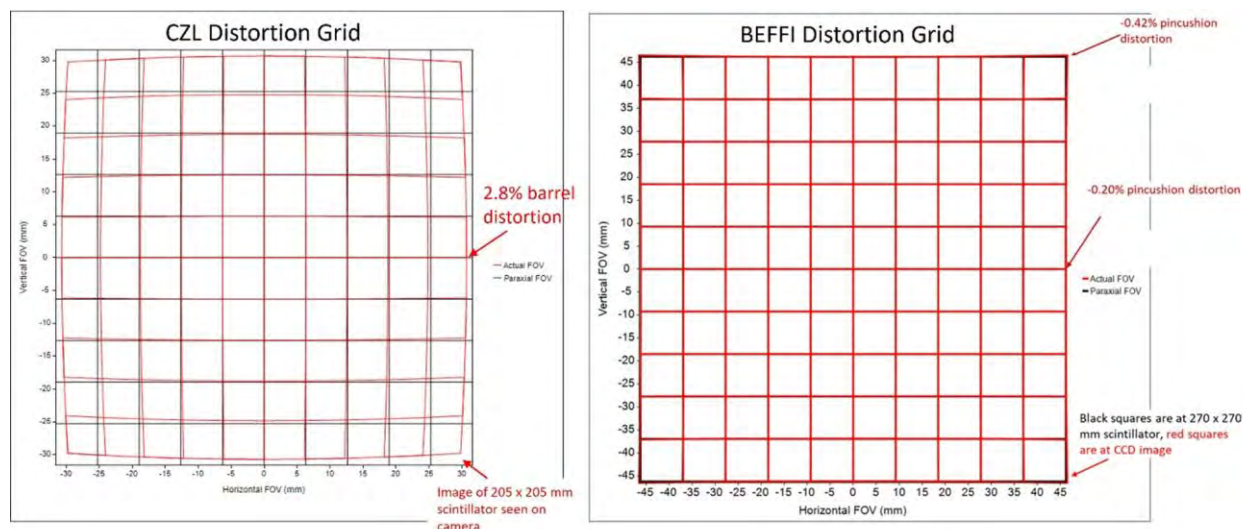 CZL Distortion Grid
30
25
20
15
10
5
0
-5
-10
-15
-20
-25
-30
Vertical FOV (mm)
-30 -25 -20 -15 -10 -5 0 5 10 15 20 25 30
Horizontal FOV (mm)
2.8% barrel
distortion
Actual FOV
Paraxial FOV
Image of 205 x 205 mm
scintillator seen on
camera
BEFFI Distortion Grid
45
40
35
30
25
20
15
10
5
0
-5
-10
-15
-20
-25
-30
-35
-40
-45
Vertical FOV (mm)
-45 -40 -35 -30 -25 -20 -15 -10 -5 0 5 10 15 20 25 30 35 40 45
Horizontal FOV (mm)
-0.42% pincushion
distortion
-0.20% pincushion distortion
Actual FOV
Paraxial FOV
Black squares are at 270 x 270
mm scintillator, red squares
are at CCD image